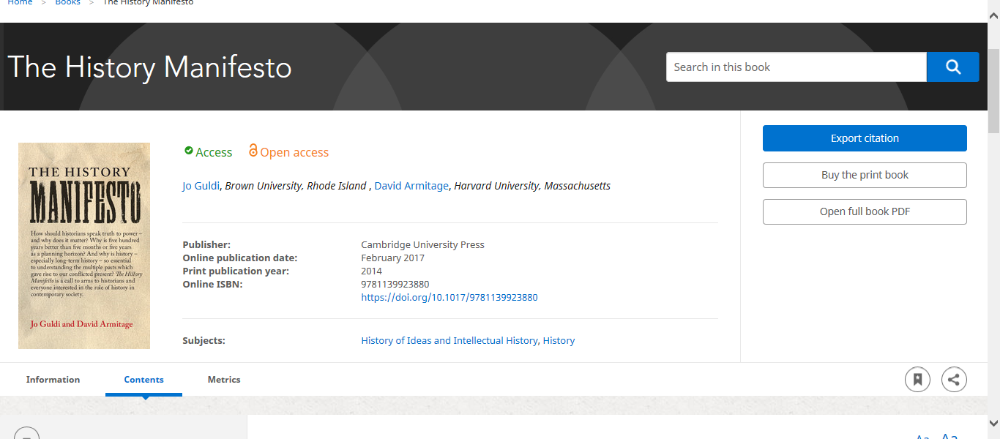 Home > Books > The History Manifesto
The History Manifesto
Search in this book
THE HISTORY
MANIFESTO
How should historians speak truth to power –
and why does it matter? Why is five hundred
years better than five months or five years
as a planning horizon? And why is history –
especially long-term history – so essential
to understanding the multiple pasts which
gave rise to our conflicted present? The History
Manifesto is a call to arms to historians and
everyone interested in the role of history in
contemporary society.
Jo Guldi and David Armitage
Access Open access
Jo Guldi, Brown University, Rhode Island , David Armitage, Harvard University, Massachusetts
Publisher: Cambridge University Press
Online publication date: February 2017
Print publication year: 2014
Online ISBN: 9781139923880
https://doi.org/10.1017/9781139923880
Subjects: History of Ideas and Intellectual History, History
Export citation
Buy the print book
Open full book PDF
Information Contents Metrics
Aa Aa